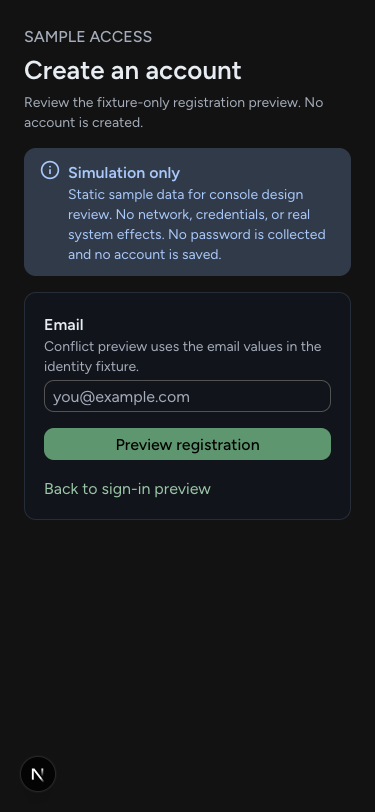 SAMPLE ACCESS
Create an account
Review the fixture-only registration preview. No
account is created.
Simulation only
Static sample data for console design
review. No network, credentials, or real
system effects. No password is collected
and no account is saved.
Email
Conflict preview uses the email values in the
identity fixture.
you@example.com
Preview registration
Back to sign-in preview
N